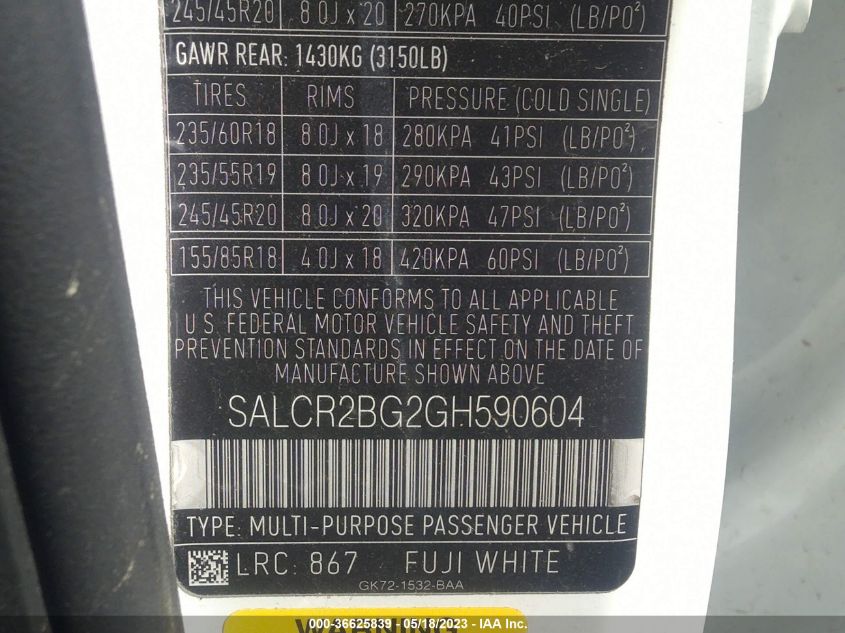 245/45R20 8.0J x 20 270KPA 40PSI (LB/PO²)
GAWR REAR: 1430KG (3150LB)
TIRES RIMS PRESSURE (COLD SINGLE)
235/60R18 8.0J x 18 280KPA 41PSI (LB/PO²)
235/55R19 8.0J x 19 290KPA 43PSI (LB/PO²)
245/45R20 8.0J x 20 320KPA 47PSI (LB/PO²)
155/85R18 4.0J x 18 420KPA 60PSI (LB/PO²)
THIS VEHICLE CONFORMS TO ALL APPLICABLE
U.S. FEDERAL MOTOR VEHICLE SAFETY AND THEFT
PREVENTION STANDARDS IN EFFECT ON THE DATE OF
MANUFACTURE SHOWN ABOVE
SALCR2BG2GH590604
TYPE: MULTI-PURPOSE PASSENGER VEHICLE
LRC: 867 FUJI WHITE
GK72-1532-BAA
WARNING
000-36625839 - 05/18/2023 - IAA Inc.